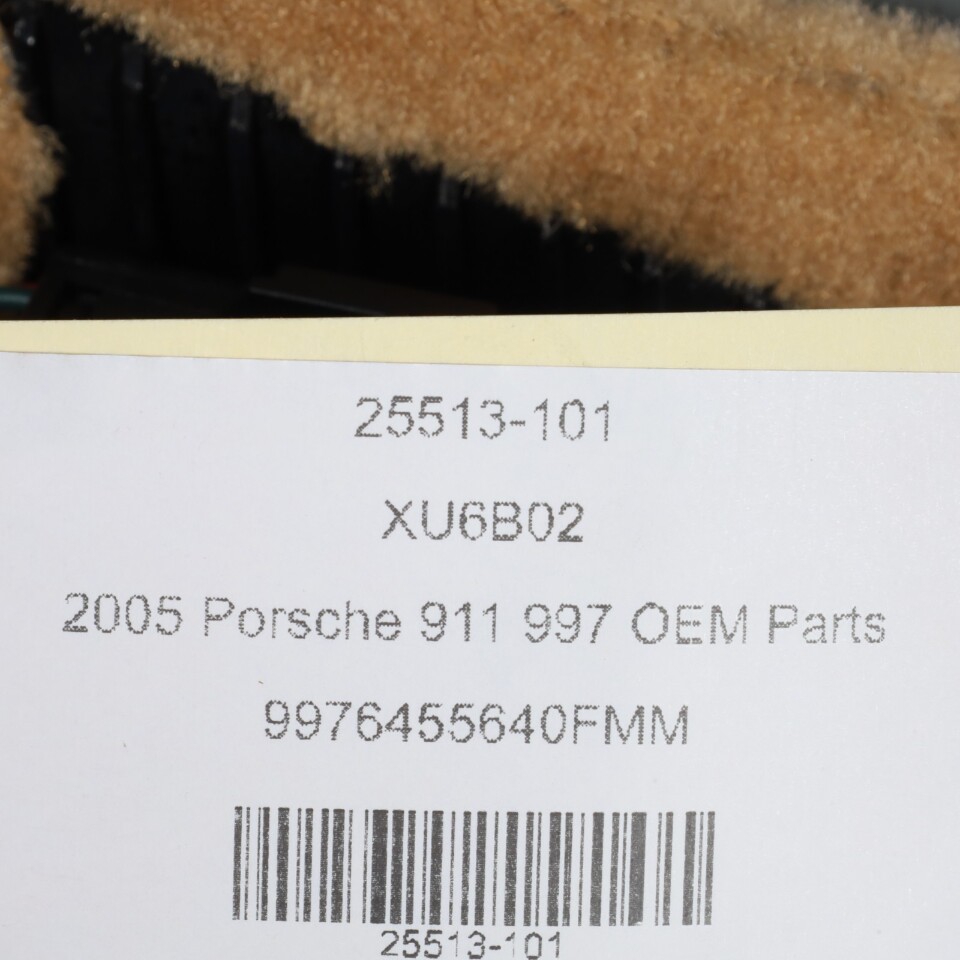 25513-101
XU6B02
2005 Porsche 911 997 OEM Parts
9976455640FMM
25513-101